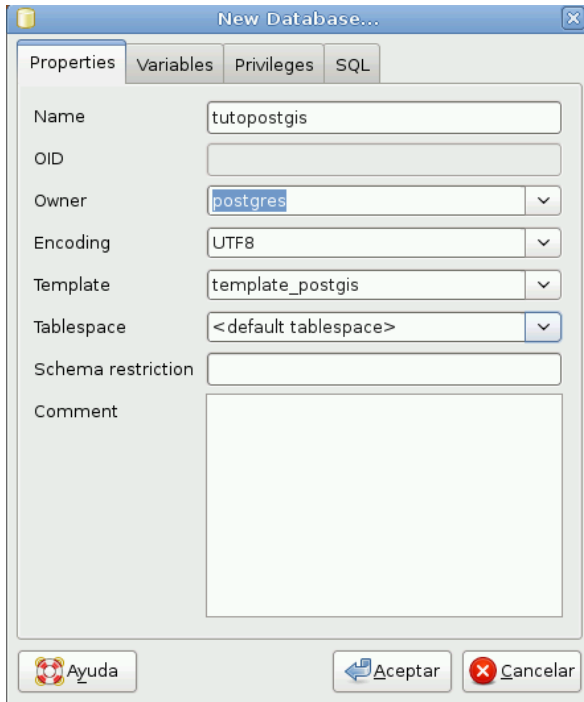 New Database...
Properties Variables Privileges SQL
Name tutopostgis
OID
Owner postgres
Encoding UTF8
Template template_postgis
Tablespace <default tablespace>
Schema restriction
Comment
Ayuda Aceptar Cancelar